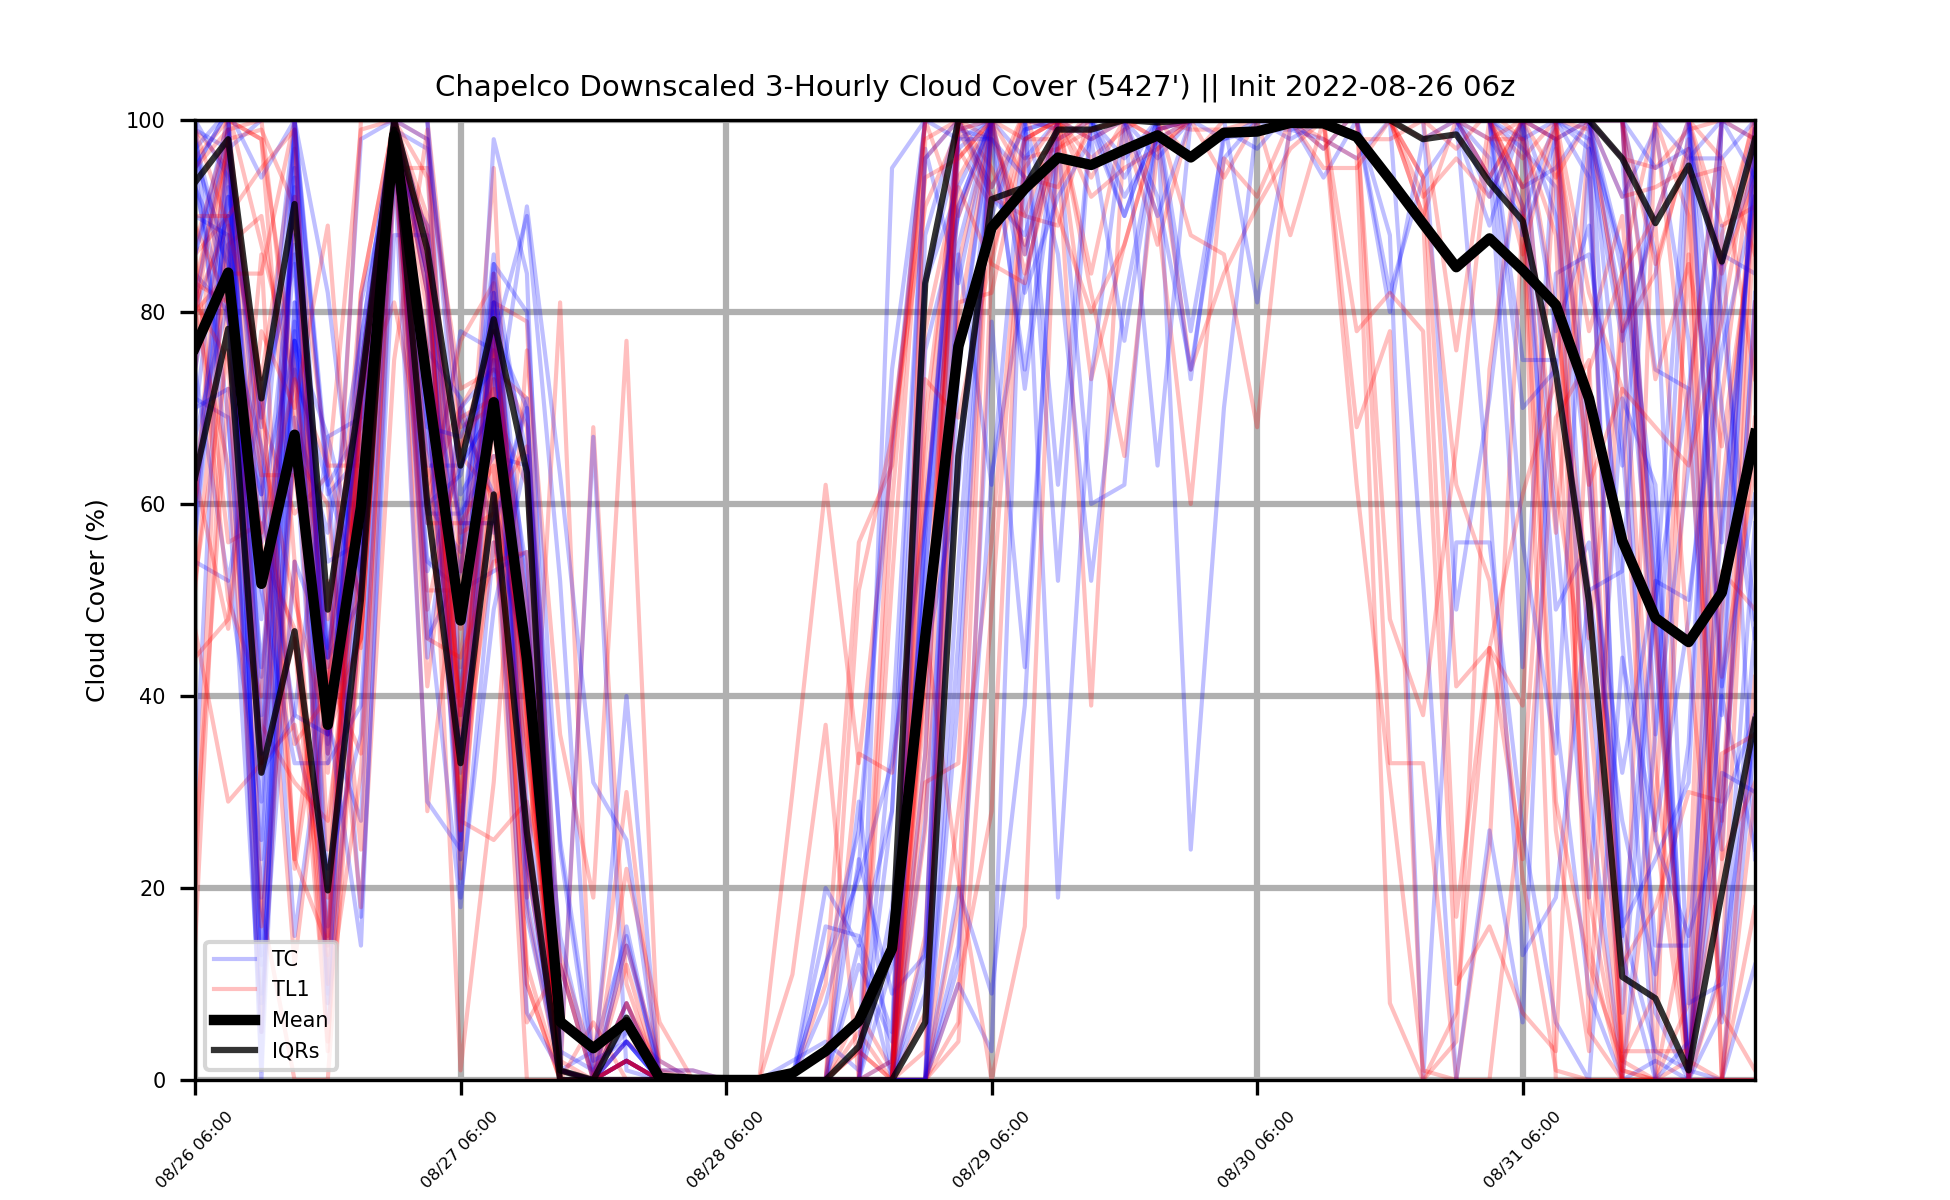 Chapelco Downscaled 3-Hourly Cloud Cover (5427') || Init 2022-08-26 06z
Cloud Cover (%)
100
80
60
40
20
0
TC
TL1
Mean
IQRs
08/26 06:00
08/27 06:00
08/28 06:00
08/29 06:00
08/30 06:00
08/31 06:00